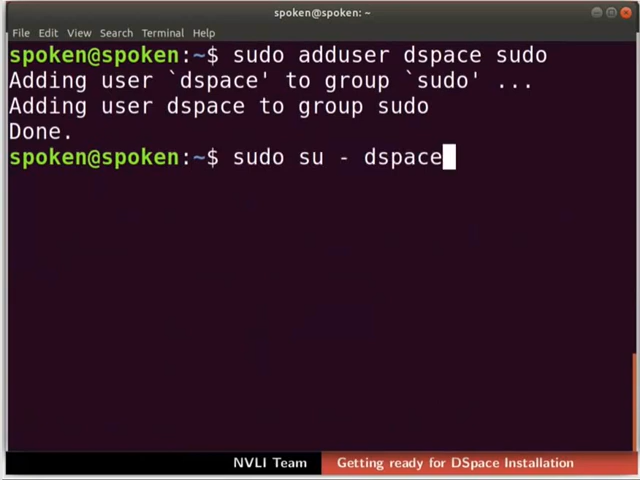 spoken@spoken: ~
File Edit View Search Terminal Help
spoken@spoken:~$ sudo adduser dspace sudo
Adding user `dspace' to group `sudo' ...
Adding user dspace to group sudo
Done.
spoken@spoken:~$ sudo su - dspace
NVLI Team Getting ready for DSpace Installation